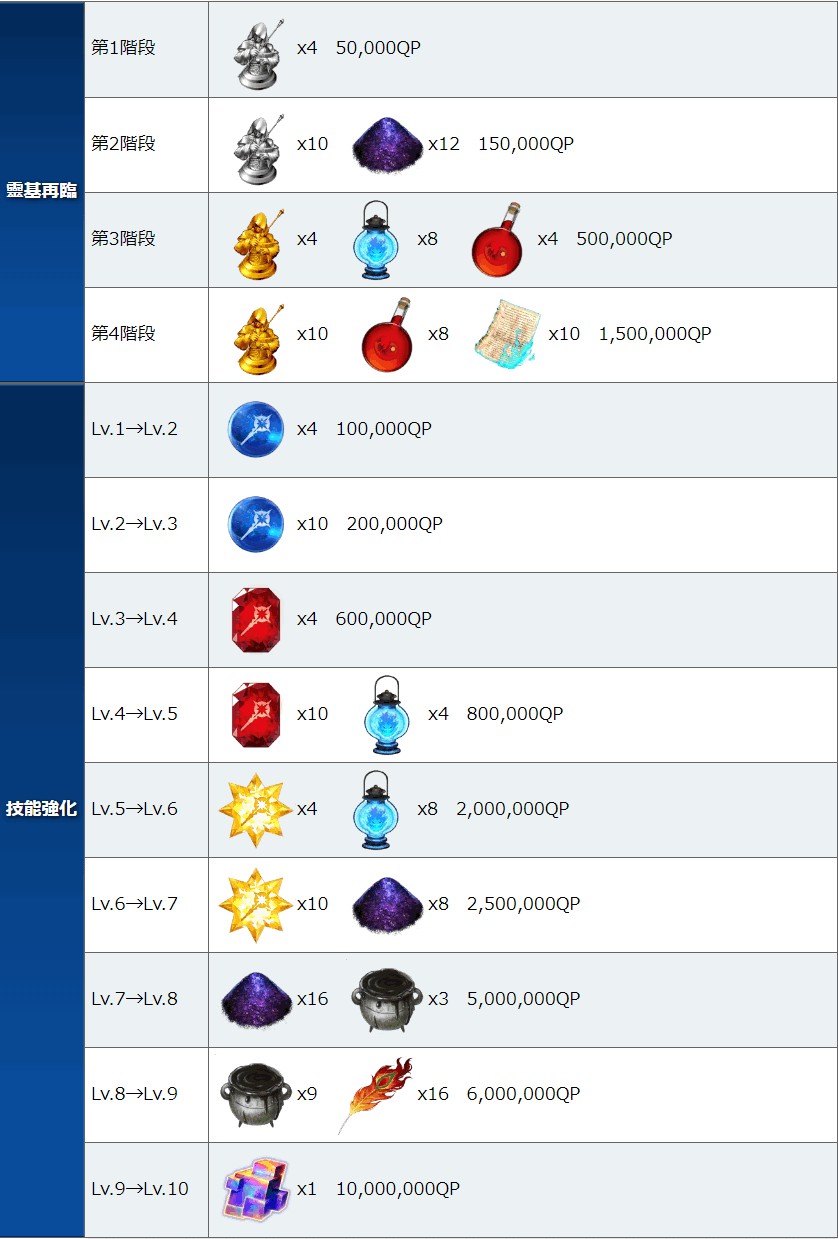 靈基再臨
第1階段 x4 50,000QP
第2階段 x10 x12 150,000QP
第3階段 x4 x8 x4 500,000QP
第4階段 x10 x8 x10 1,500,000QP
技能強化
Lv.1→Lv.2 x4 100,000QP
Lv.2→Lv.3 x10 200,000QP
Lv.3→Lv.4 x4 600,000QP
Lv.4→Lv.5 x10 x4 800,000QP
Lv.5→Lv.6 x4 x8 2,000,000QP
Lv.6→Lv.7 x10 x8 2,500,000QP
Lv.7→Lv.8 x16 x3 5,000,000QP
Lv.8→Lv.9 x9 x16 6,000,000QP
Lv.9→Lv.10 x1 10,000,000QP